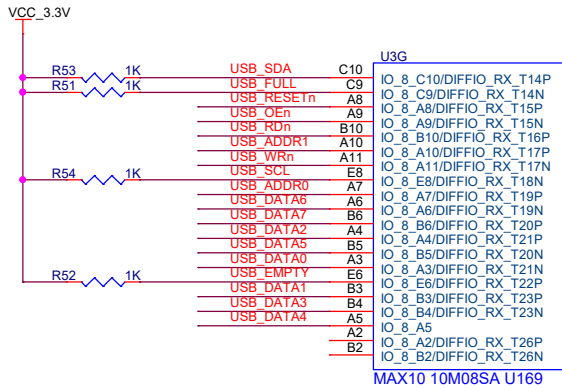 VCC_3.3V
U3G
R53 1K USB_SDA C10 IO_8_C10/DIFFIO_RX_T14P
R51 1K USB_FULL C9 IO_8_C9/DIFFIO_RX_T14N
USB_RESETn A8 IO_8_A8/DIFFIO_RX_T15P
USB_OEn A9 IO_8_A9/DIFFIO_RX_T15N
USB_RDn B10 IO_8_B10/DIFFIO_RX_T16P
USB_ADDR1 A10 IO_8_A10/DIFFIO_RX_T17P
USB_WRn A11 IO_8_A11/DIFFIO_RX_T17N
R54 1K USB_SCL E8 IO_8_E8/DIFFIO_RX_T18N
USB_ADDR0 A7 IO_8_A7/DIFFIO_RX_T19P
USB_DATA6 A6 IO_8_A6/DIFFIO_RX_T19N
USB_DATA7 B6 IO_8_B6/DIFFIO_RX_T20P
USB_DATA2 A4 IO_8_A4/DIFFIO_RX_T21P
USB_DATA5 B5 IO_8_B5/DIFFIO_RX_T20N
USB_DATA0 A3 IO_8_A3/DIFFIO_RX_T21N
R52 1K USB_EMPTY E6 IO_8_E6/DIFFIO_RX_T22P
USB_DATA1 B3 IO_8_B3/DIFFIO_RX_T23P
USB_DATA3 B4 IO_8_B4/DIFFIO_RX_T23N
USB_DATA4 A5 IO_8_A5
A2 IO_8_A2/DIFFIO_RX_T26P
B2 IO_8_B2/DIFFIO_RX_T26N
MAX10 10M08SA U169